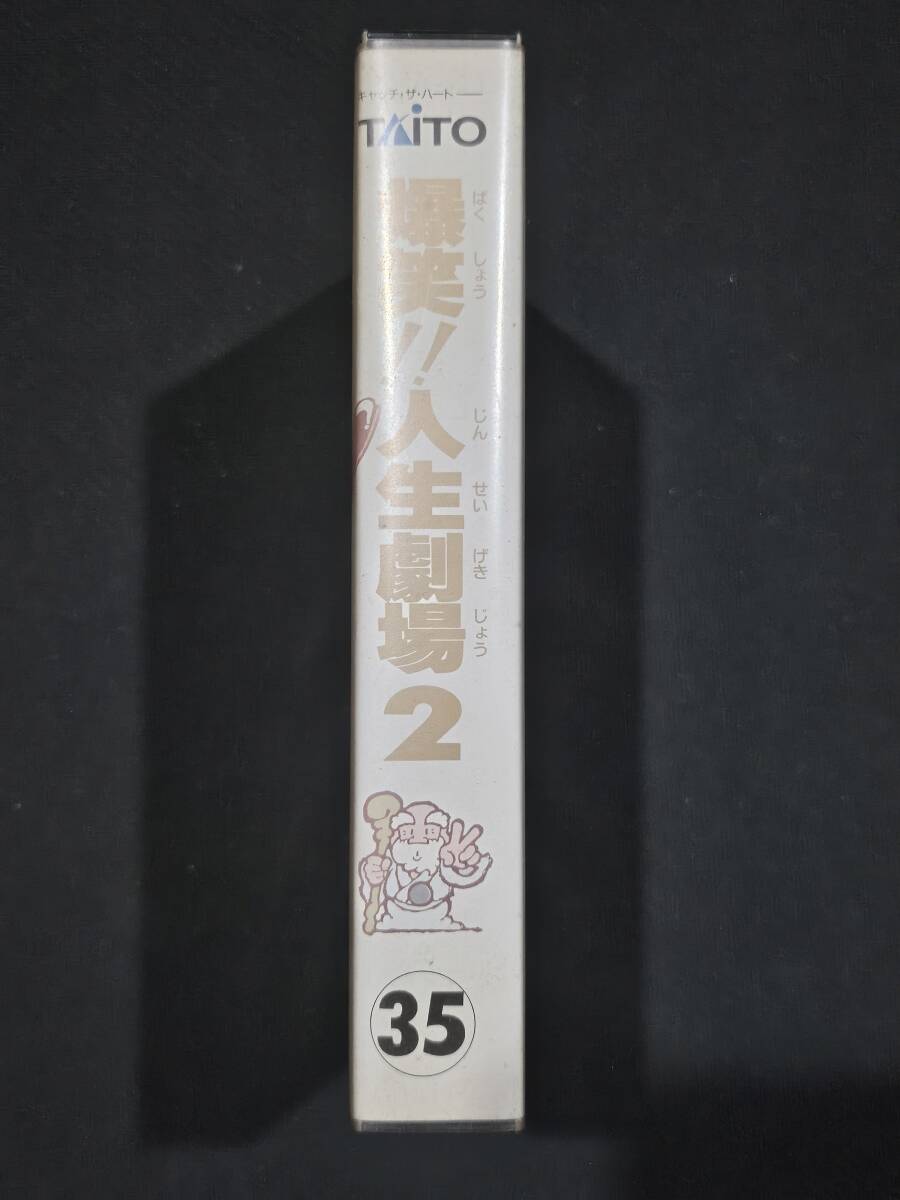 キャッチ・ザ・ハート
TAiTO
爆笑!!人生劇場2
ばくしょう じんせいげきじょう
35